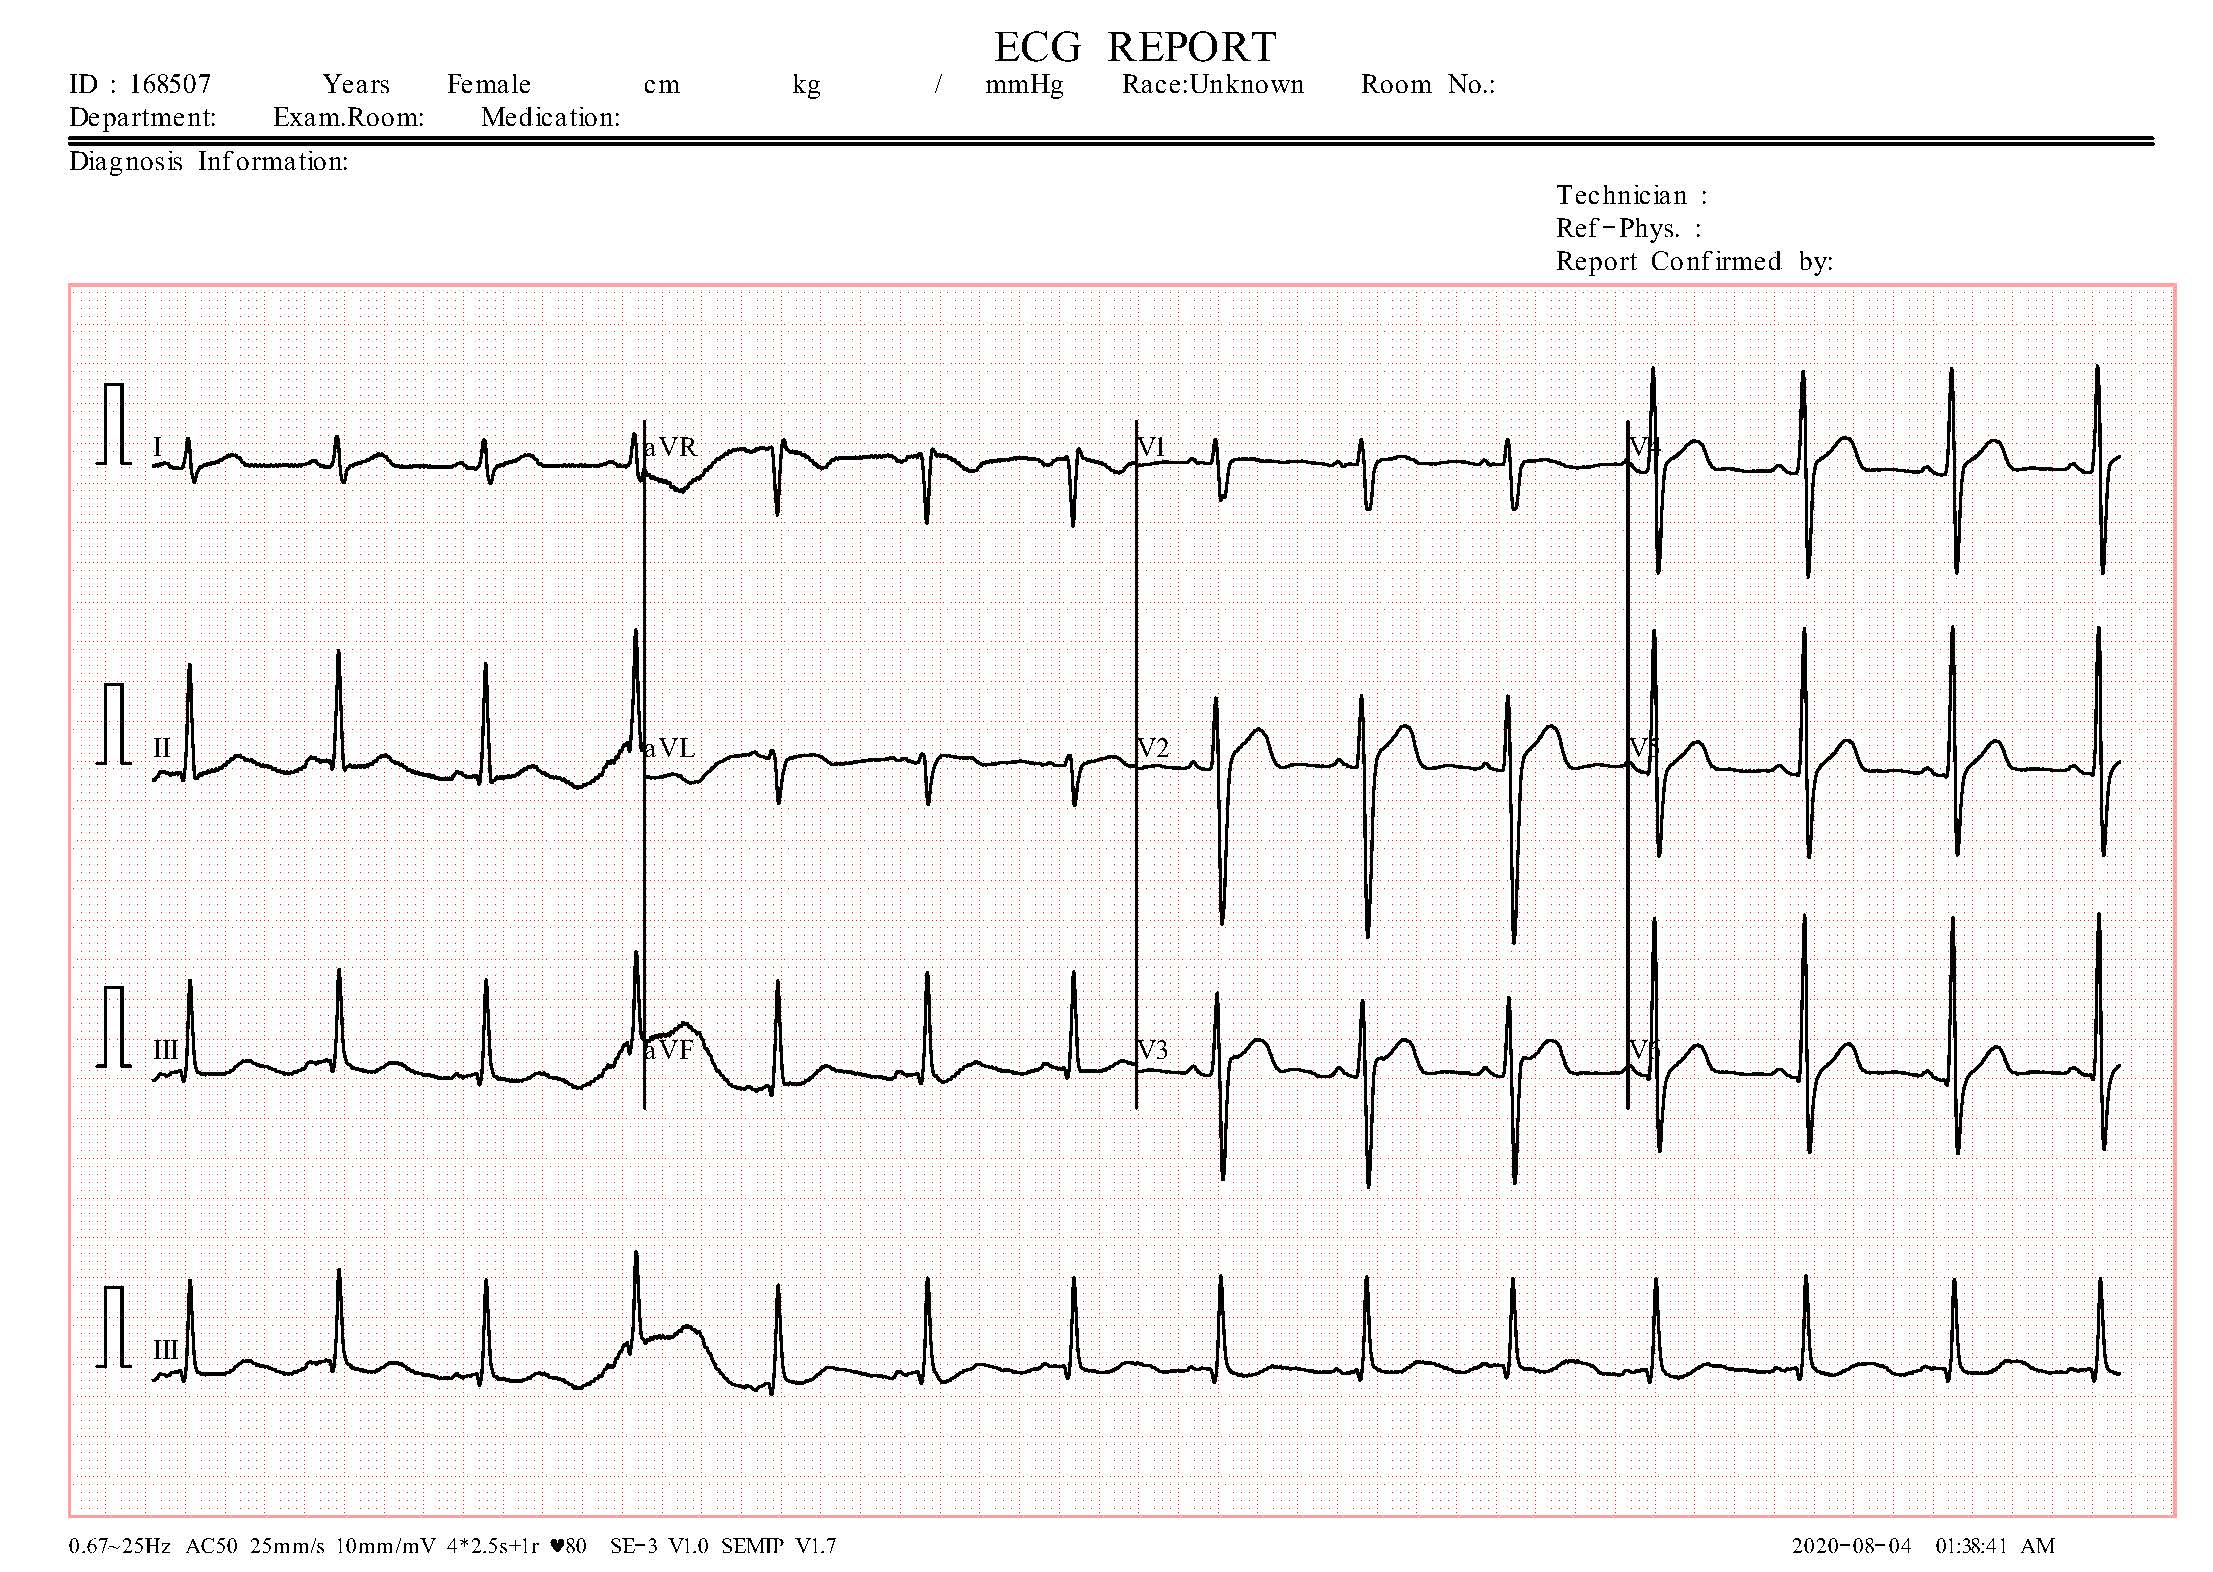 ECG REPORT
ID : 168507 Years Female cm kg / mmHg Race:Unknown Room No.:
Department: Exam.Room: Medication:
Diagnosis Information:
Technician :
Ref-Phys. :
Report Confirmed by:
I aVR V1 V4
II aVL V2 V5
III aVF V3 V6
III
0.67~25Hz AC50 25mm/s 10mm/mV 4*2.5s+1r ♥80 SE-3 V1.0 SEMIP V1.7 2020-08-04 01:38:41 AM